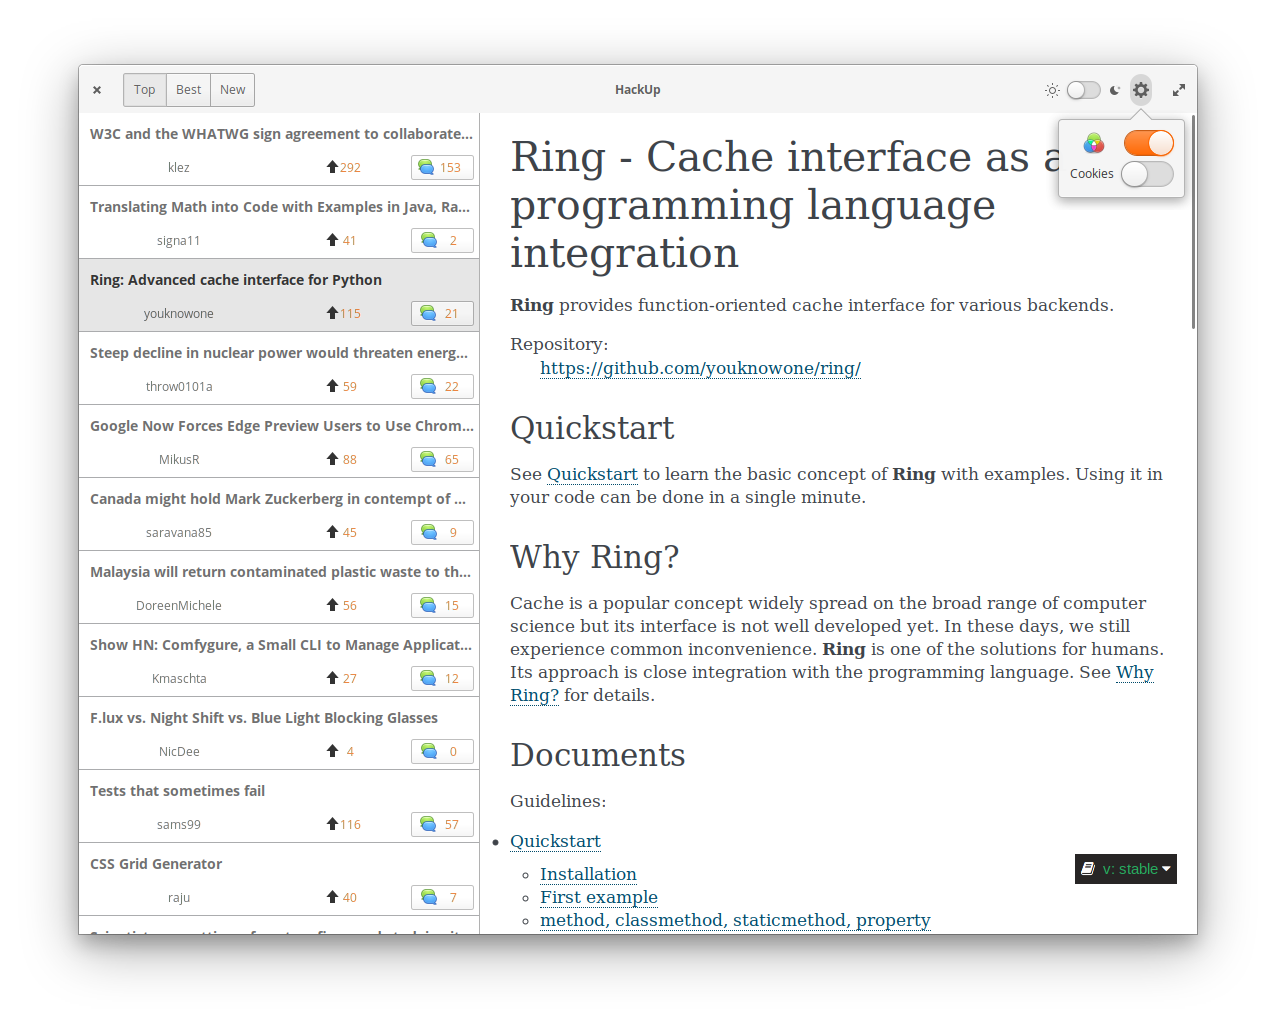 Top Best New
HackUp
Cookies
W3C and the WHATWG sign agreement to collaborate...
klez 292 153
Translating Math into Code with Examples in Java, Ra...
signa11 41 2
Ring: Advanced cache interface for Python
youknowone 115 21
Steep decline in nuclear power would threaten energ...
throw0101a 59 22
Google Now Forces Edge Preview Users to Use Chrom...
MikusR 88 65
Canada might hold Mark Zuckerberg in contempt of ...
saravana85 45 9
Malaysia will return contaminated plastic waste to th...
DoreenMichele 56 15
Show HN: Comfygure, a Small CLI to Manage Applicat...
Kmaschta 27 12
F.lux vs. Night Shift vs. Blue Light Blocking Glasses
NicDee 4 0
Tests that sometimes fail
sams99 116 57
CSS Grid Generator
raju 40 7
Ring - Cache interface as a
programming language
integration
Ring provides function-oriented cache interface for various backends.
Repository:
https://github.com/youknowone/ring/
Quickstart
See Quickstart to learn the basic concept of Ring with examples. Using it in
your code can be done in a single minute.
Why Ring?
Cache is a popular concept widely spread on the broad range of computer
science but its interface is not well developed yet. In these days, we still
experience common inconvenience. Ring is one of the solutions for humans.
Its approach is close integration with the programming language. See Why
Ring? for details.
Documents
Guidelines:
Quickstart
Installation
First example
method, classmethod, staticmethod, property
v: stable